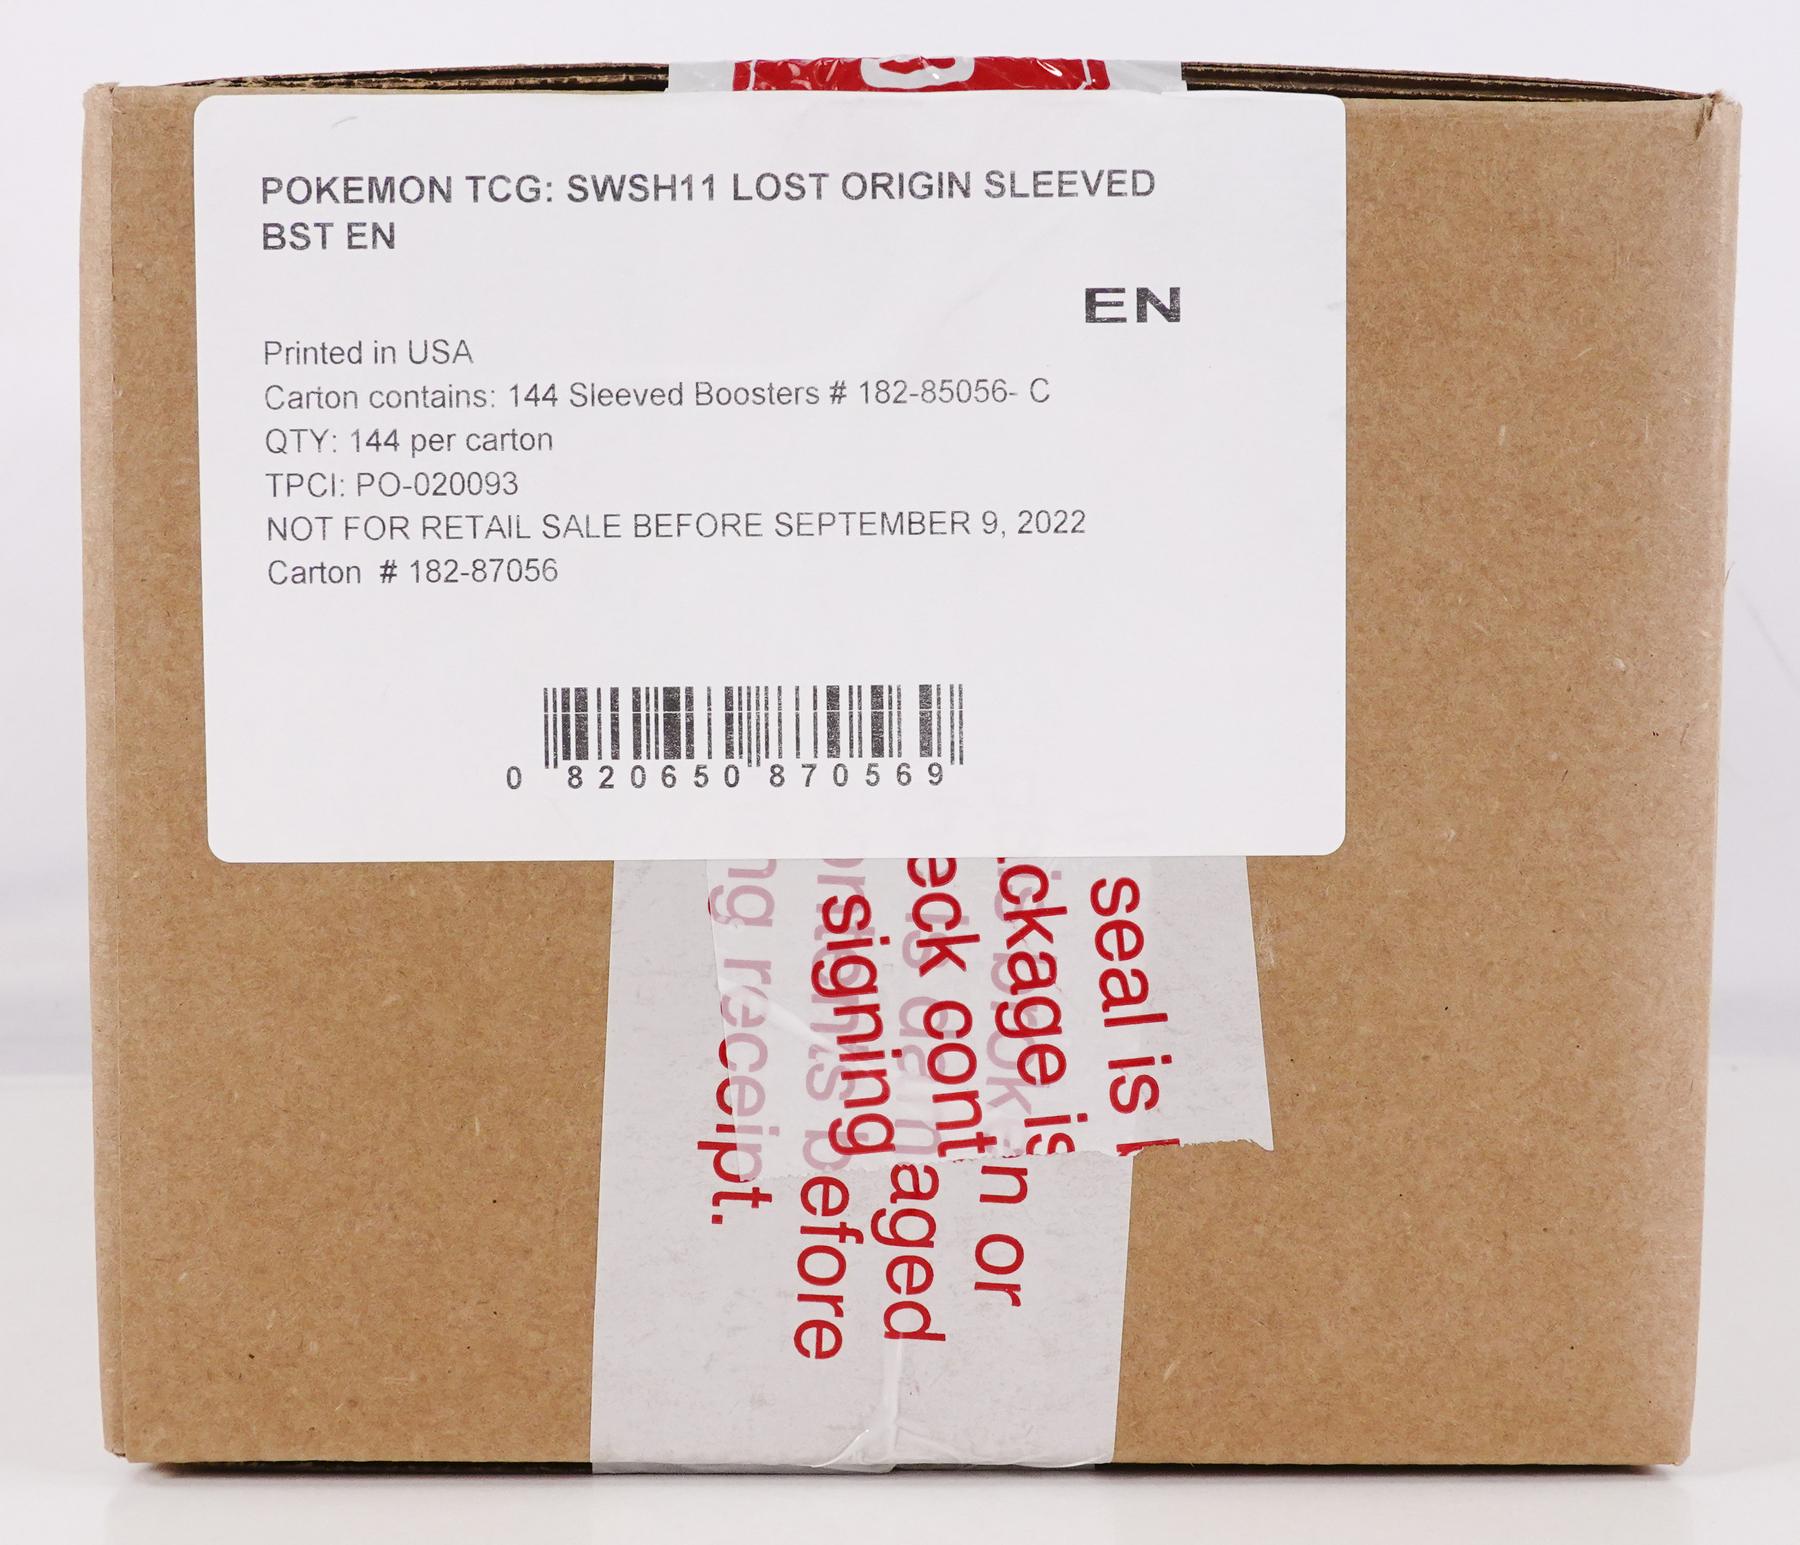 POKEMON TCG: SWSH11 LOST ORIGIN SLEEVED
BST EN
EN
Printed in USA
Carton contains: 144 Sleeved Boosters # 182-85056- C
QTY: 144 per carton
TPCI: PO-020093
NOT FOR RETAIL SALE BEFORE SEPTEMBER 9, 2022
Carton # 182-87056
0 820650 870569
seal is
ckage is
eck cont
signing
n or
aged
before
receipt.